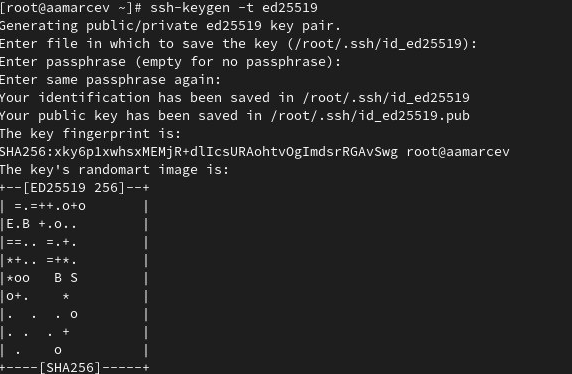 [root@aamarcev ~]# ssh-keygen -t ed25519
Generating public/private ed25519 key pair.
Enter file in which to save the key (/root/.ssh/id_ed25519):
Enter passphrase (empty for no passphrase):
Enter same passphrase again:
Your identification has been saved in /root/.ssh/id_ed25519
Your public key has been saved in /root/.ssh/id_ed25519.pub
The key fingerprint is:
SHA256:xky6p1xwhsxMEMjR+dlIcsURAohtvOgImdsrRGAvSwg root@aamarcev
The key's randomart image is:
+--[ED25519 256]--+
| =.=++.o+o       |
|E.B +.o..        |
|==.. =.+.        |
|*+.. =+*.        |
|*oo   B S        |
|o+.    *         |
|.  .  . o        |
|. .  . +         |
| .    o          |
+----[SHA256]-----+